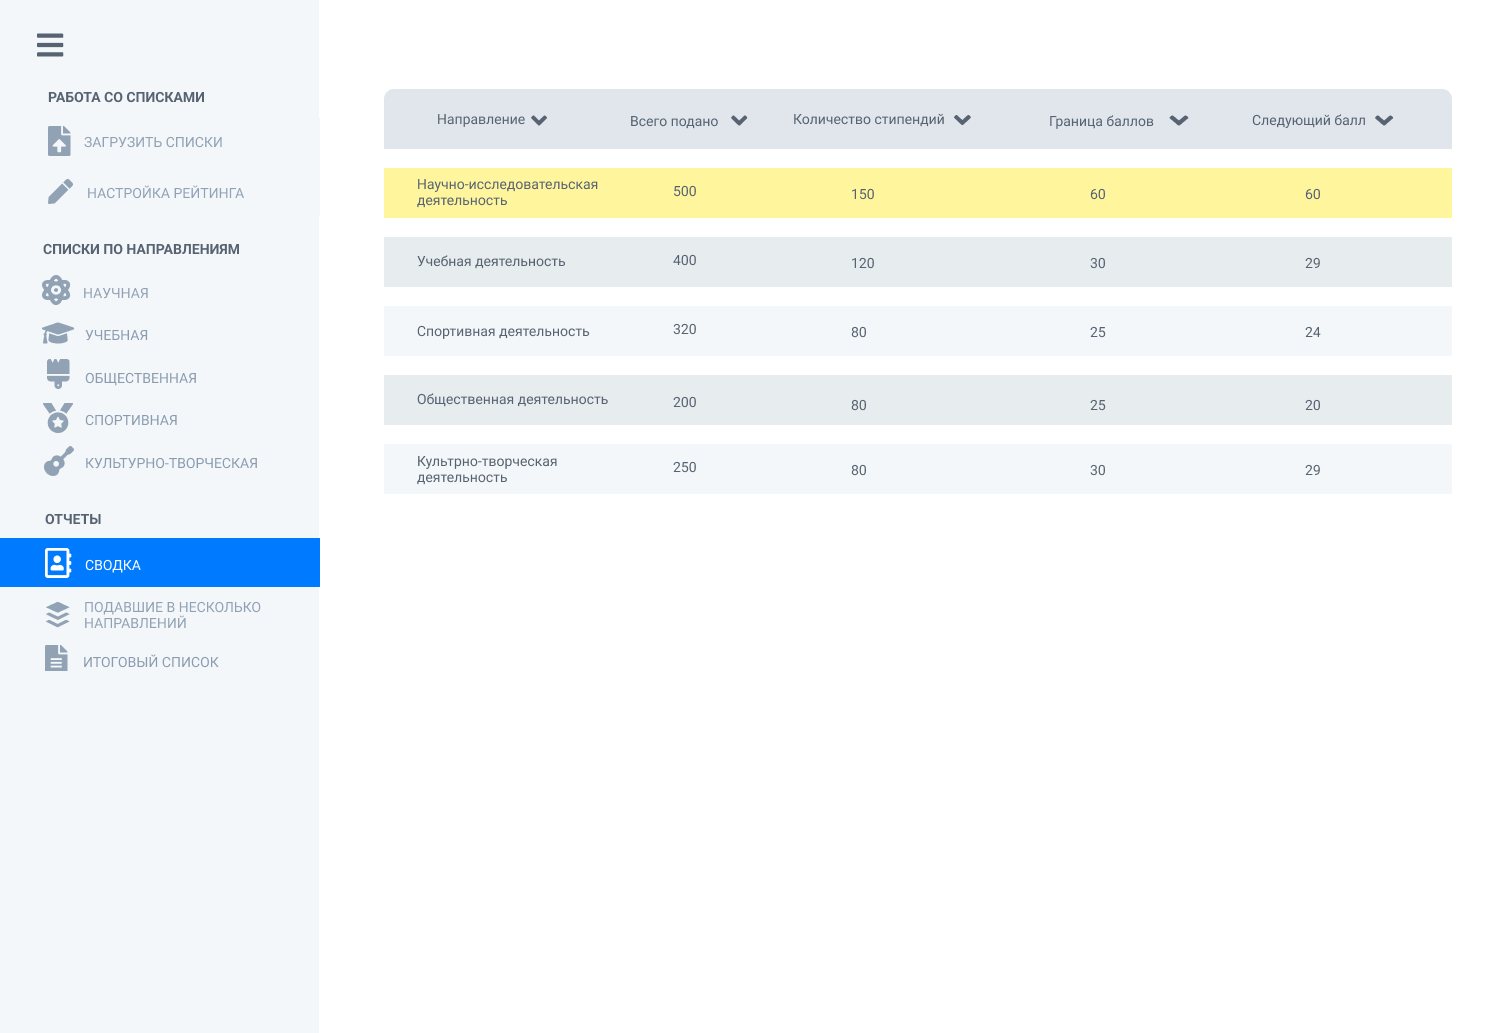 РАБОТА СО СПИСКАМИ
ЗАГРУЗИТЬ СПИСКИ
НАСТРОЙКА РЕЙТИНГА
СПИСКИ ПО НАПРАВЛЕНИЯМ
НАУЧНАЯ
УЧЕБНАЯ
ОБЩЕСТВЕННАЯ
СПОРТИВНАЯ
КУЛЬТУРНО-ТВОРЧЕСКАЯ
ОТЧЕТЫ
СВОДКА
ПОДАВШИЕ В НЕСКОЛЬКО
НАПРАВЛЕНИЙ
ИТОГОВЫЙ СПИСОК
Направление Всего подано Количество стипендий Граница баллов Следующий балл
Научно-исследовательская
деятельность 500 150 60 60
Учебная деятельность 400 120 30 29
Спортивная деятельность 320 80 25 24
Общественная деятельность 200 80 25 20
Культрно-творческая
деятельность 250 80 30 29